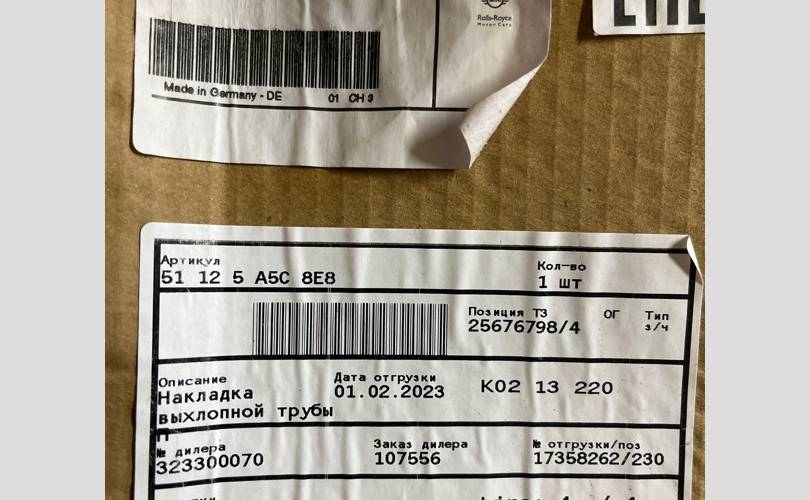 Rolls-Royce
Motor Cars
Made in Germany - DE 01 CH 9
Артикул Кол-во
51 12 5 A5C 8E8 1 шт
Позиция ТЗ ОГ Тип
25676798/4 з/ч
Описание Дата отгрузки
Накладка 01.02.2023 K02 13 220
выхлопной трубы
П
№ дилера Заказ дилера № отгрузки/поз
323300070 107556 17358262/230